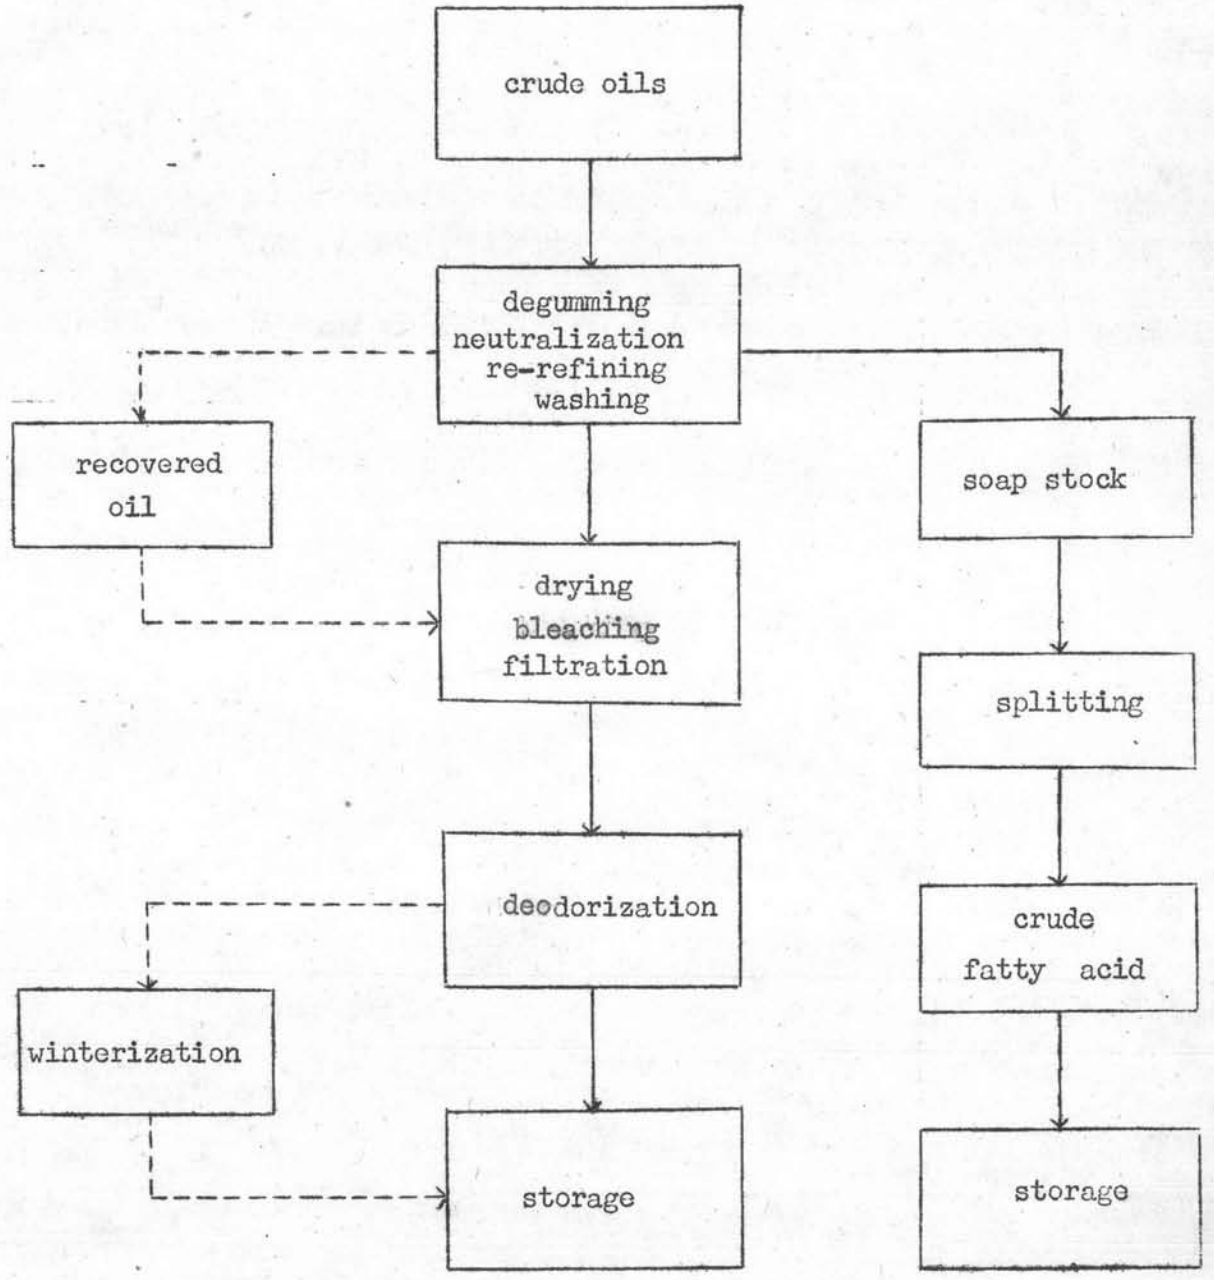 crude oils
degumming
neutralization
re-refining
washing
recovered
oil
soap stock
drying
bleaching
filtration
splitting
deodorization
crude
fatty acid
winterization
storage
storage